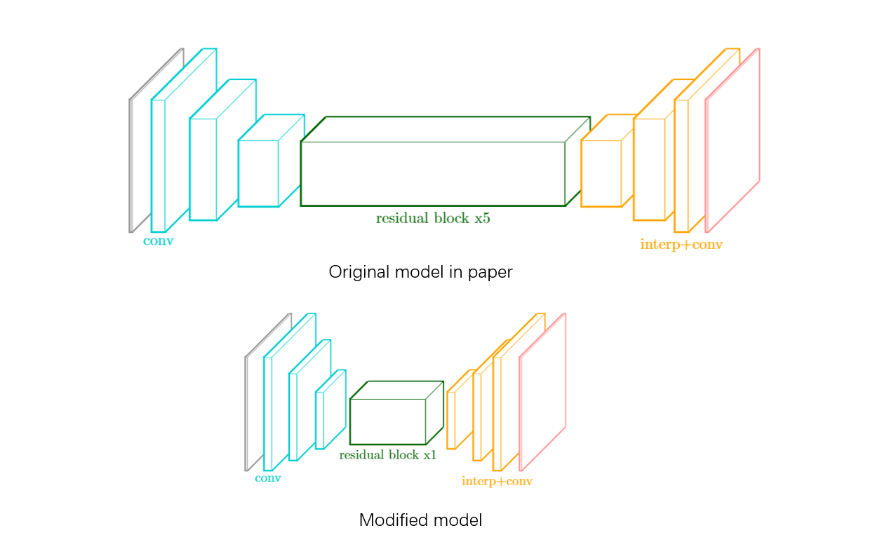 residual block x5
conv
interp+conv
Original model in paper
residual block x1
conv
interp+conv
Modified model